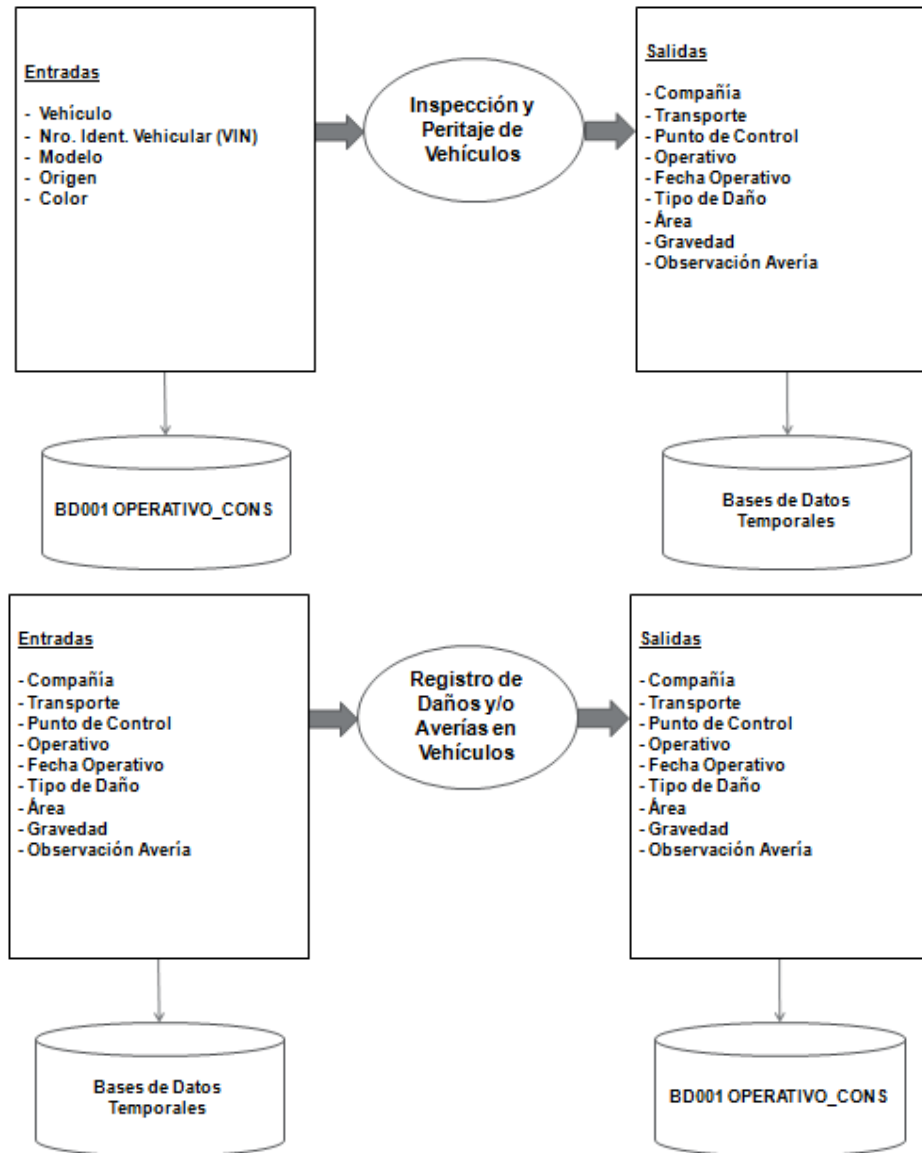 Entradas
- Vehículo
- Nro. Ident. Vehicular (VIN)
- Modelo
- Origen
- Color
Inspección y
Peritaje de
Vehículos
Salidas
- Compañía
- Transporte
- Punto de Control
- Operativo
- Fecha Operativo
- Tipo de Daño
- Área
- Gravedad
- Observación Avería
BD001 OPERATIVO_CONS
Bases de Datos
Temporales
Entradas
- Compañía
- Transporte
- Punto de Control
- Operativo
- Fecha Operativo
- Tipo de Daño
- Área
- Gravedad
- Observación Avería
Registro de
Daños y/o
Averías en
Vehículos
Salidas
- Compañía
- Transporte
- Punto de Control
- Operativo
- Fecha Operativo
- Tipo de Daño
- Área
- Gravedad
- Observación Avería
Bases de Datos
Temporales
BD001 OPERATIVO_CONS